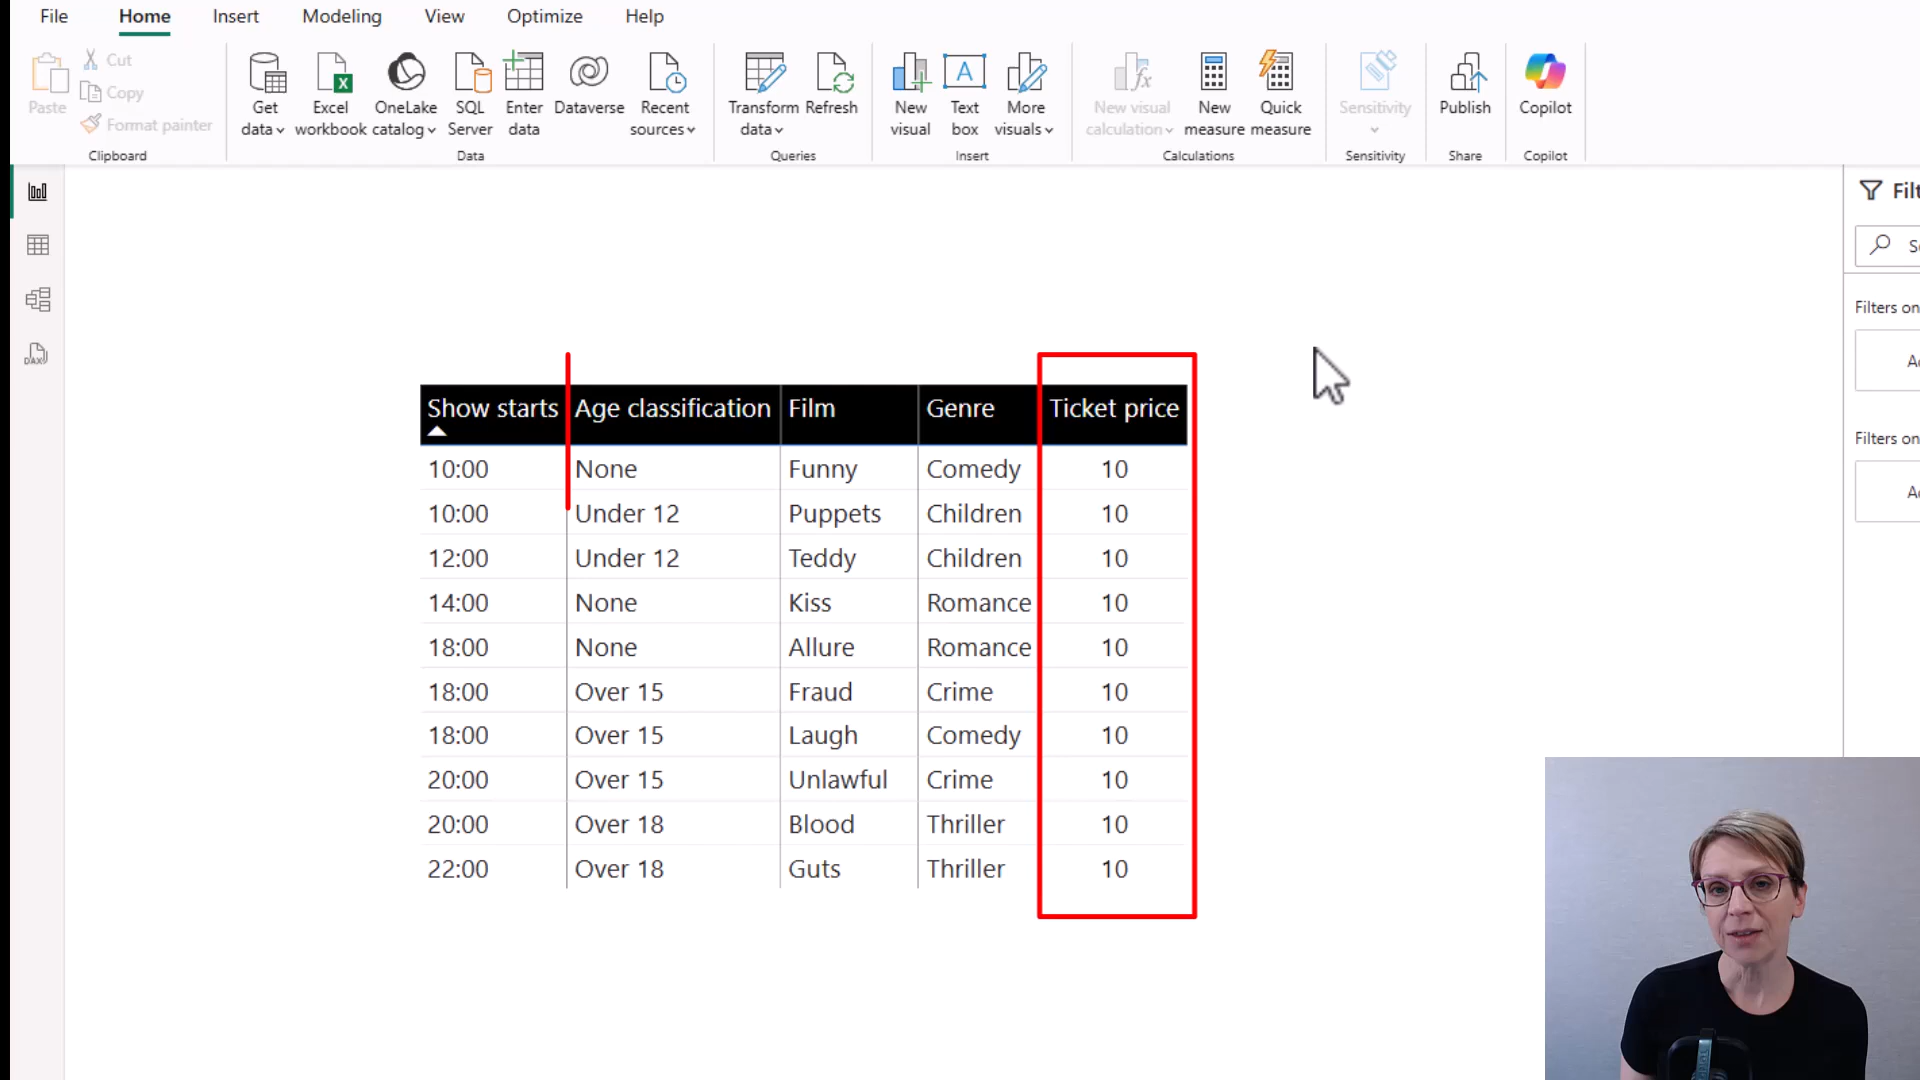 File Home Insert Modeling View Optimize Help
Paste
Cut
Copy
Format painter
Clipboard
Get data
Excel workbook
OneLake catalog
SQL Server
Enter data
Dataverse
Recent sources
Data
Transform data
Refresh
Queries
New visual
Text box
More visuals
Insert
New visual calculation
New measure
Quick measure
Calculations
Sensitivity
Sensitivity
Publish
Share
Copilot
Copilot
DAX
Filt
Se
Filters on
Ad
Filters on
Ad
Show starts Age classification Film Genre Ticket price
10:00 None Funny Comedy 10
10:00 Under 12 Puppets Children 10
12:00 Under 12 Teddy Children 10
14:00 None Kiss Romance 10
18:00 None Allure Romance 10
18:00 Over 15 Fraud Crime 10
18:00 Over 15 Laugh Comedy 10
20:00 Over 15 Unlawful Crime 10
20:00 Over 18 Blood Thriller 10
22:00 Over 18 Guts Thriller 10